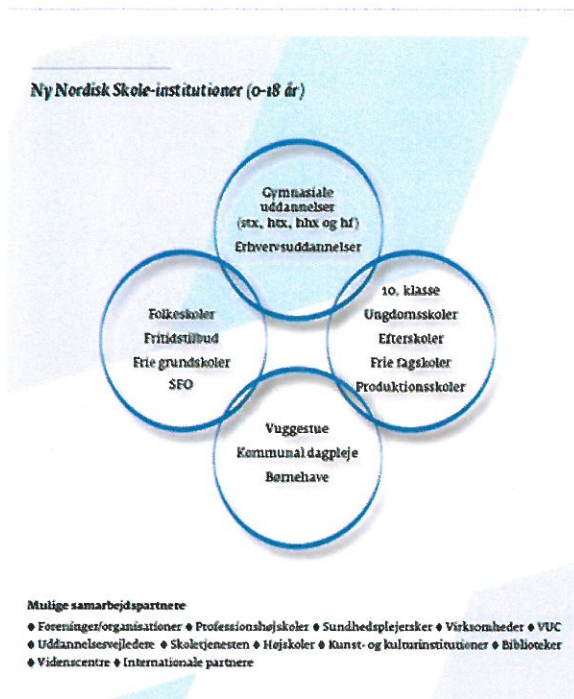 Ny Nordisk Skole-institutioner (0-18 år)
Gymnasiale
uddannelser
(stx, htx, hhx og hf)
Erhvervsuddannelser
Folkeskoler
Fritidstilbud
Frie grundskoler
SFO
10. klasse
Ungdomsskoler
Efterskoler
Frie fagskoler
Produktionsskoler
Vuggestue
Kommunal dagpleje
Børnehave
Mulige samarbejdspartnere
♦ Foreninger/organisationer ♦ Professionshøjskoler ♦ Sundhedsplejersker ♦ Virksomheder ♦ VUC
♦ Uddannelsesvejledere ♦ Skoletjenesten ♦ Højskoler ♦ Kunst- og kulturinstitutioner ♦ Biblioteker
♦ Videnscentre ♦ Internationale partnere